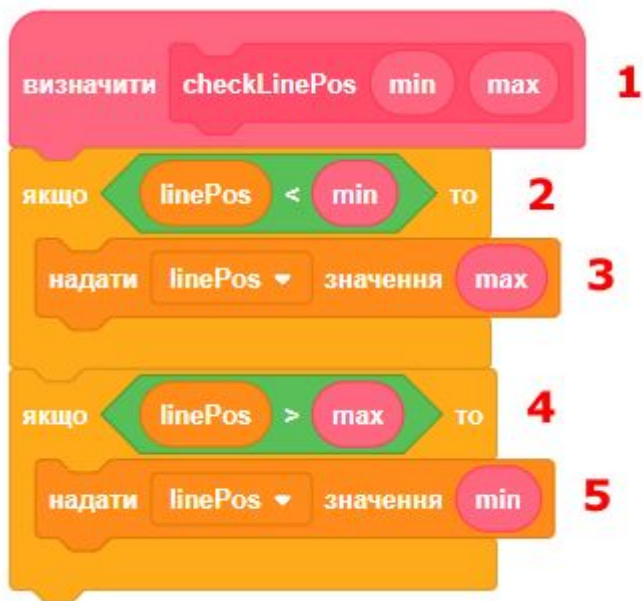 визначити checkLinePos min max 1
якщо linePos < min то 2
надати linePos значення max 3
якщо linePos > max то 4
надати linePos значення min 5